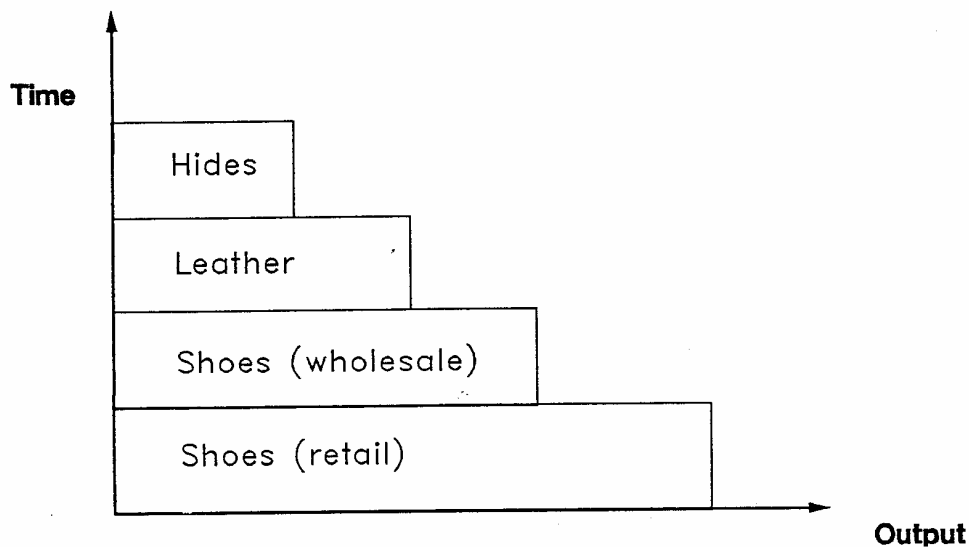 Time
Hides
Leather
Shoes (wholesale)
Shoes (retail)
Output